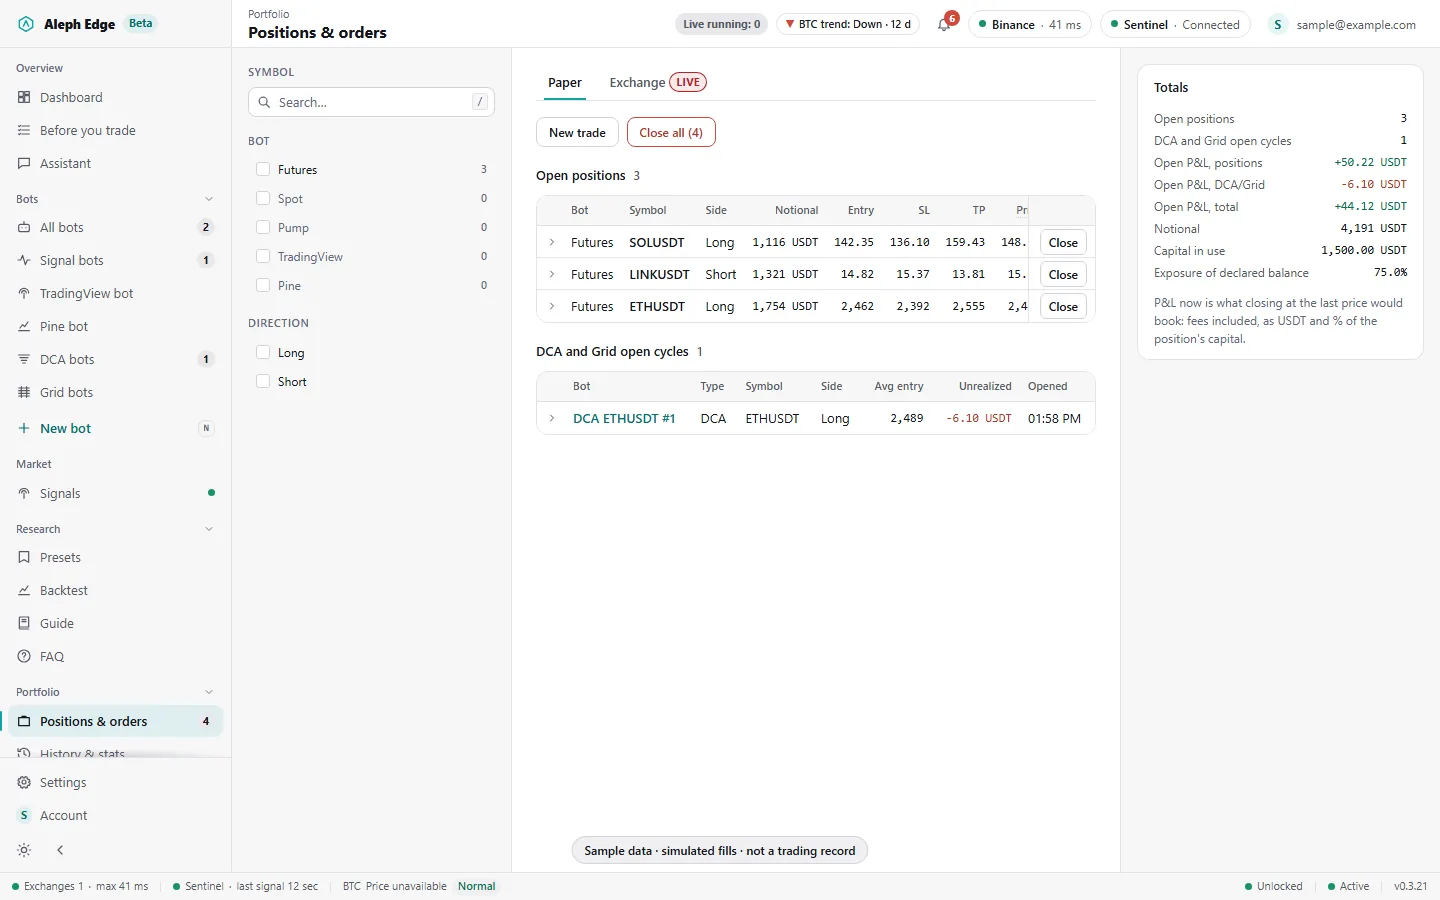 Aleph Edge Beta
Overview
Dashboard
Before you trade
Assistant
Bots
All bots 2
Signal bots 1
TradingView bot
Pine bot
DCA bots 1
Grid bots
New bot N
Market
Signals
Research
Presets
Backtest
Guide
FAQ
Portfolio
Positions & orders 4
History & stats
Settings
S Account
Portfolio
Positions & orders
Live running: 0
BTC trend: Down · 12 d
6
Binance · 41 ms
Sentinel · Connected
S sample@example.com
SYMBOL
Search... /
BOT
Futures 3
Spot 0
Pump 0
TradingView 0
Pine 0
DIRECTION
Long
Short
Paper Exchange LIVE
New trade Close all (4)
Open positions 3
Bot Symbol Side Notional Entry SL TP Pr
Futures SOLUSDT Long 1,116 USDT 142.35 136.10 159.43 148. Close
Futures LINKUSDT Short 1,321 USDT 14.82 15.37 13.81 15. Close
Futures ETHUSDT Long 1,754 USDT 2,462 2,392 2,555 2,4 Close
DCA and Grid open cycles 1
Bot Type Symbol Side Avg entry Unrealized Opened
DCA ETHUSDT #1 DCA ETHUSDT Long 2,489 -6.10 USDT 01:58 PM
Sample data · simulated fills · not a trading record
Totals
Open positions 3
DCA and Grid open cycles 1
Open P&L, positions +50.22 USDT
Open P&L, DCA/Grid -6.10 USDT
Open P&L, total +44.12 USDT
Notional 4,191 USDT
Capital in use 1,500.00 USDT
Exposure of declared balance 75.0%
P&L now is what closing at the last price would
book: fees included, as USDT and % of the
position's capital.
Exchanges 1 · max 41 ms
Sentinel · last signal 12 sec
BTC Price unavailable Normal
Unlocked
Active
v0.3.21